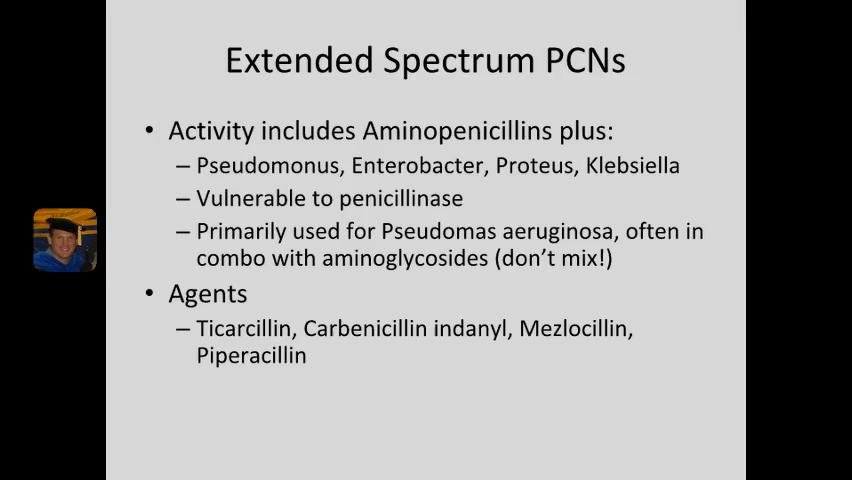 Extended Spectrum PCNs
• Activity includes Aminopenicillins plus:
– Pseudomonus, Enterobacter, Proteus, Klebsiella
– Vulnerable to penicillinase
– Primarily used for Pseudomas aeruginosa, often in
combo with aminoglycosides (don't mix!)
• Agents
– Ticarcillin, Carbenicillin indanyl, Mezlocillin,
Piperacillin